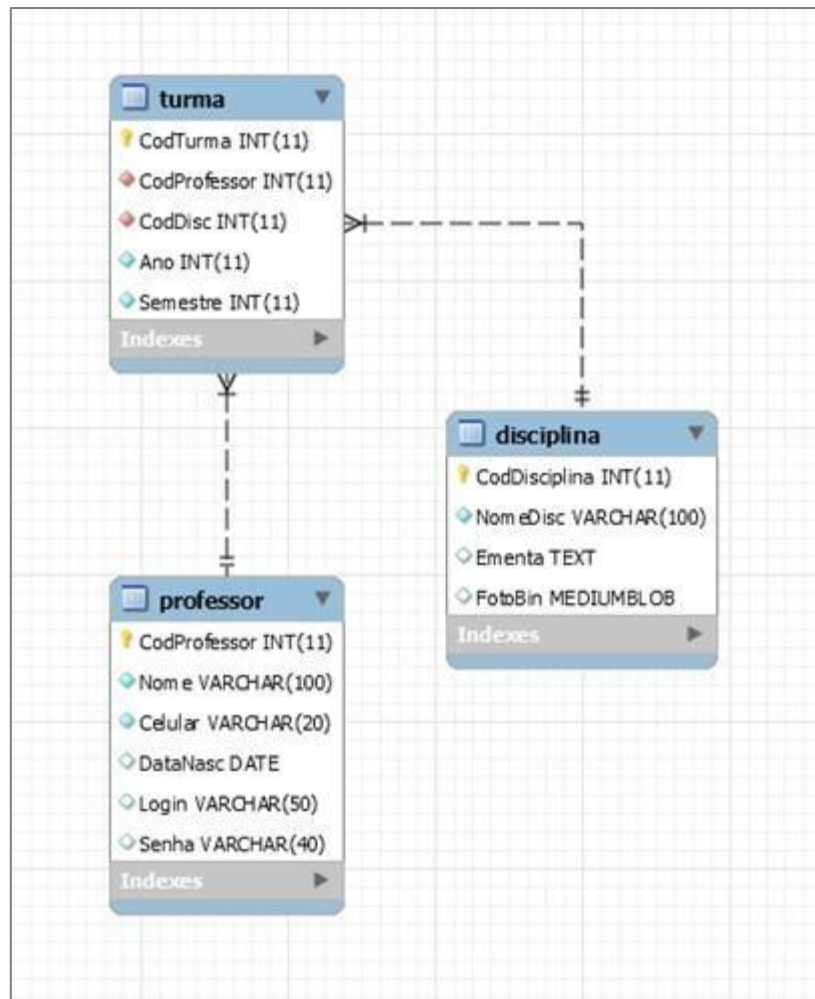 turma
CodTurma INT(11)
CodProfessor INT(11)
CodDisc INT(11)
Ano INT(11)
Semestre INT(11)
Indexes
disciplina
CodDisciplina INT(11)
NomeDisc VARCHAR(100)
Ementa TEXT
FotoBin MEDIUMBLOB
Indexes
professor
CodProfessor INT(11)
Nome VARCHAR(100)
Celular VARCHAR(20)
DataNasc DATE
Login VARCHAR(50)
Senha VARCHAR(40)
Indexes